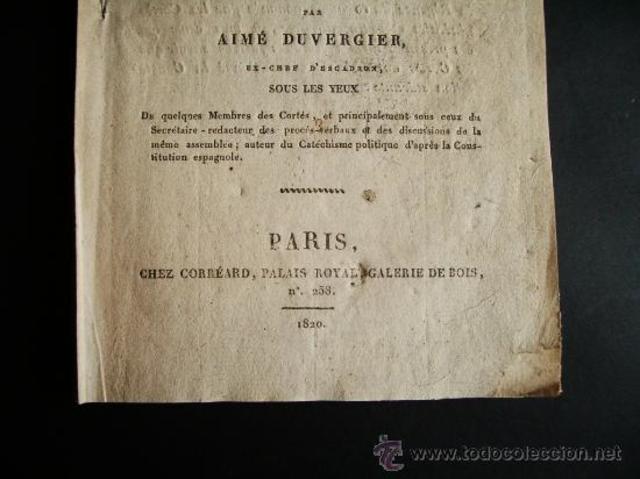 PAR
AIMÉ DUVERGIER,
EX-CHEF D'ESCADRON,
SOUS LES YEUX
De quelques Membres des Cortés, et principalement sous ceux du
Secrétaire-redacteur des procès-verbaux et des discussions de la
même assemblée; auteur du Catéchisme politique d'après la Cons-
titution espagnole.
PARIS,
CHEZ CORRÉARD, PALAIS ROYAL, GALERIE DE BOIS,
n°. 258.
1820.
www.todocoleccion.net